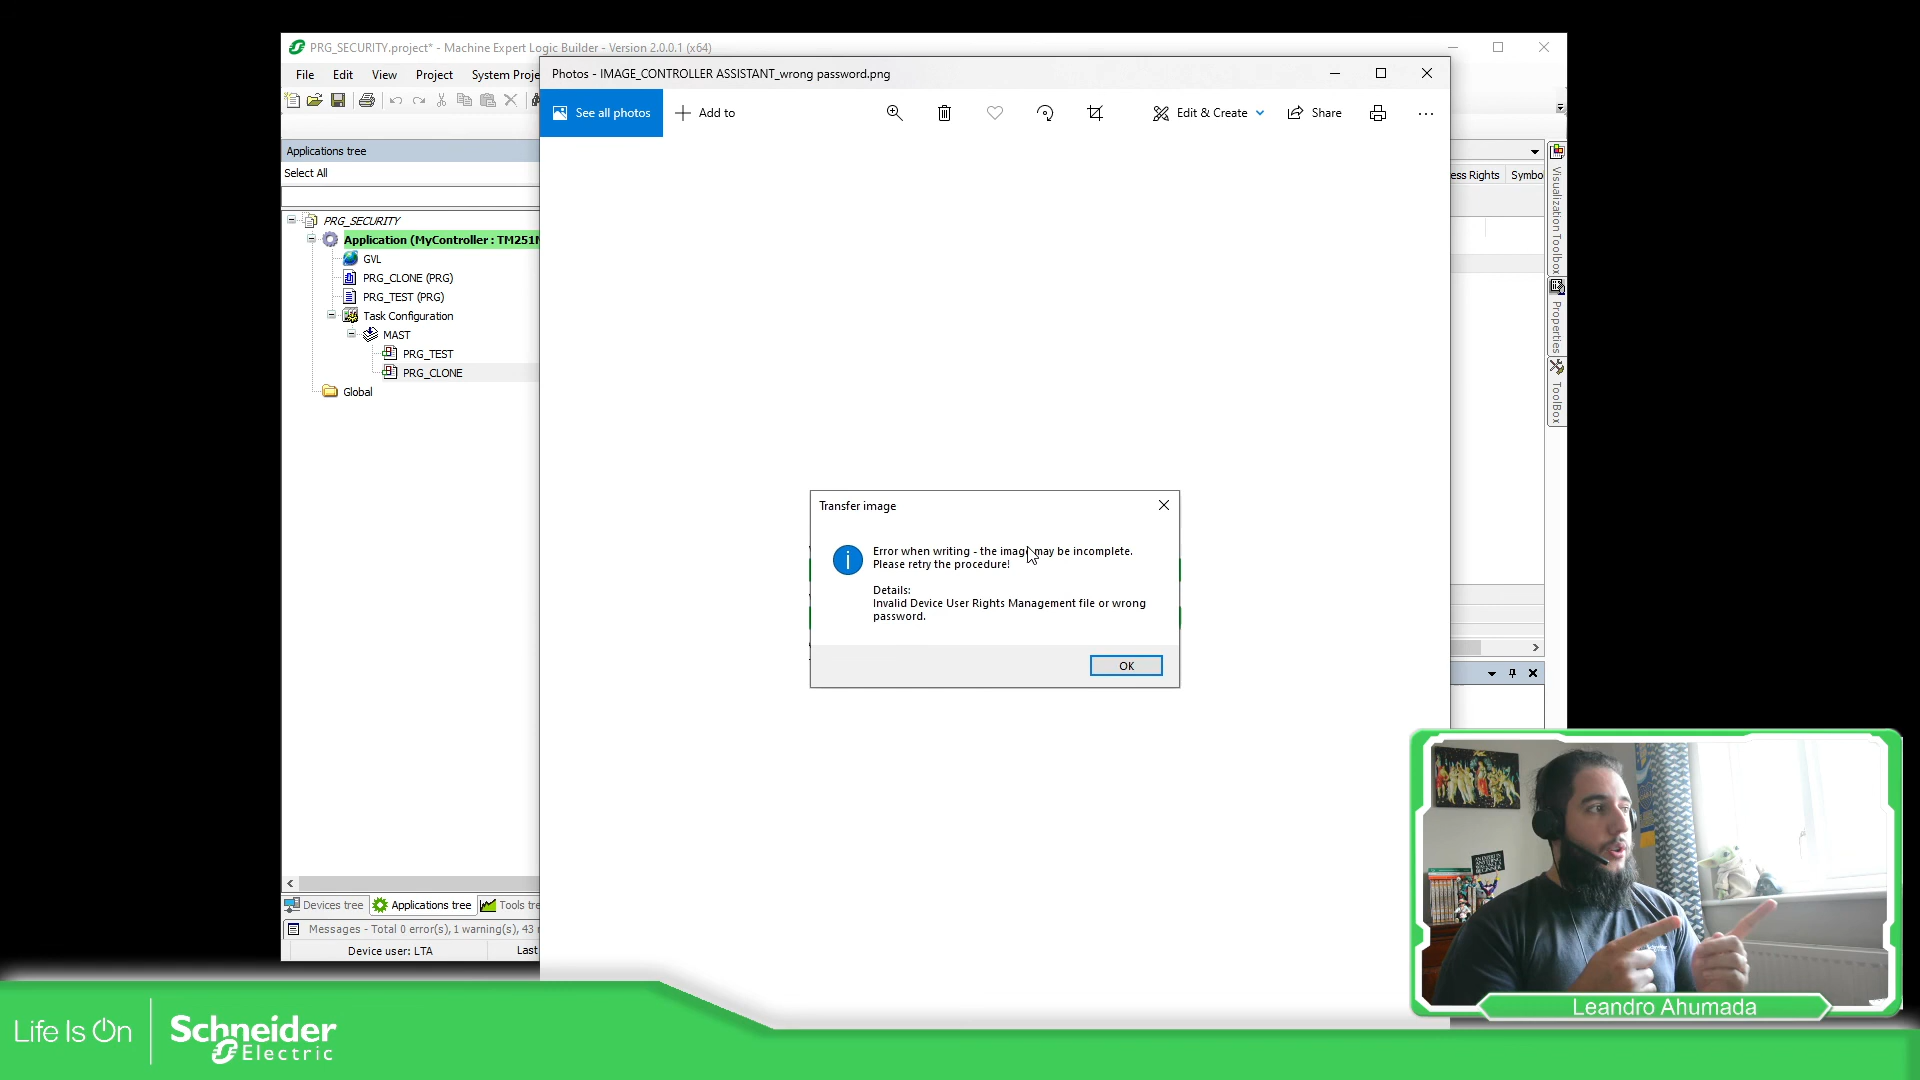 PRG_SECURITY.project* - Machine Expert Logic Builder - Version 2.0.0.1 (x64)
File Edit View Project System Proje
Photos - IMAGE_CONTROLLER ASSISTANT_wrong password.png
See all photos
Add to
Edit & Create
Share
Applications tree
Select All
ess Rights
Symbo
PRG_SECURITY
Application (MyController : TM251M
GVL
PRG_CLONE (PRG)
PRG_TEST (PRG)
Task Configuration
MAST
PRG_TEST
PRG_CLONE
Global
Visualization Toolbox
Properties
ToolBox
Transfer image
Error when writing - the image may be incomplete.
Please retry the procedure!
Details:
Invalid Device User Rights Management file or wrong
password.
OK
Devices tree
Applications tree
Tools tre
Messages - Total 0 error(s), 1 warning(s), 43
Device user: LTA
Last
Life Is On
Schneider
Electric
Leandro Ahumada